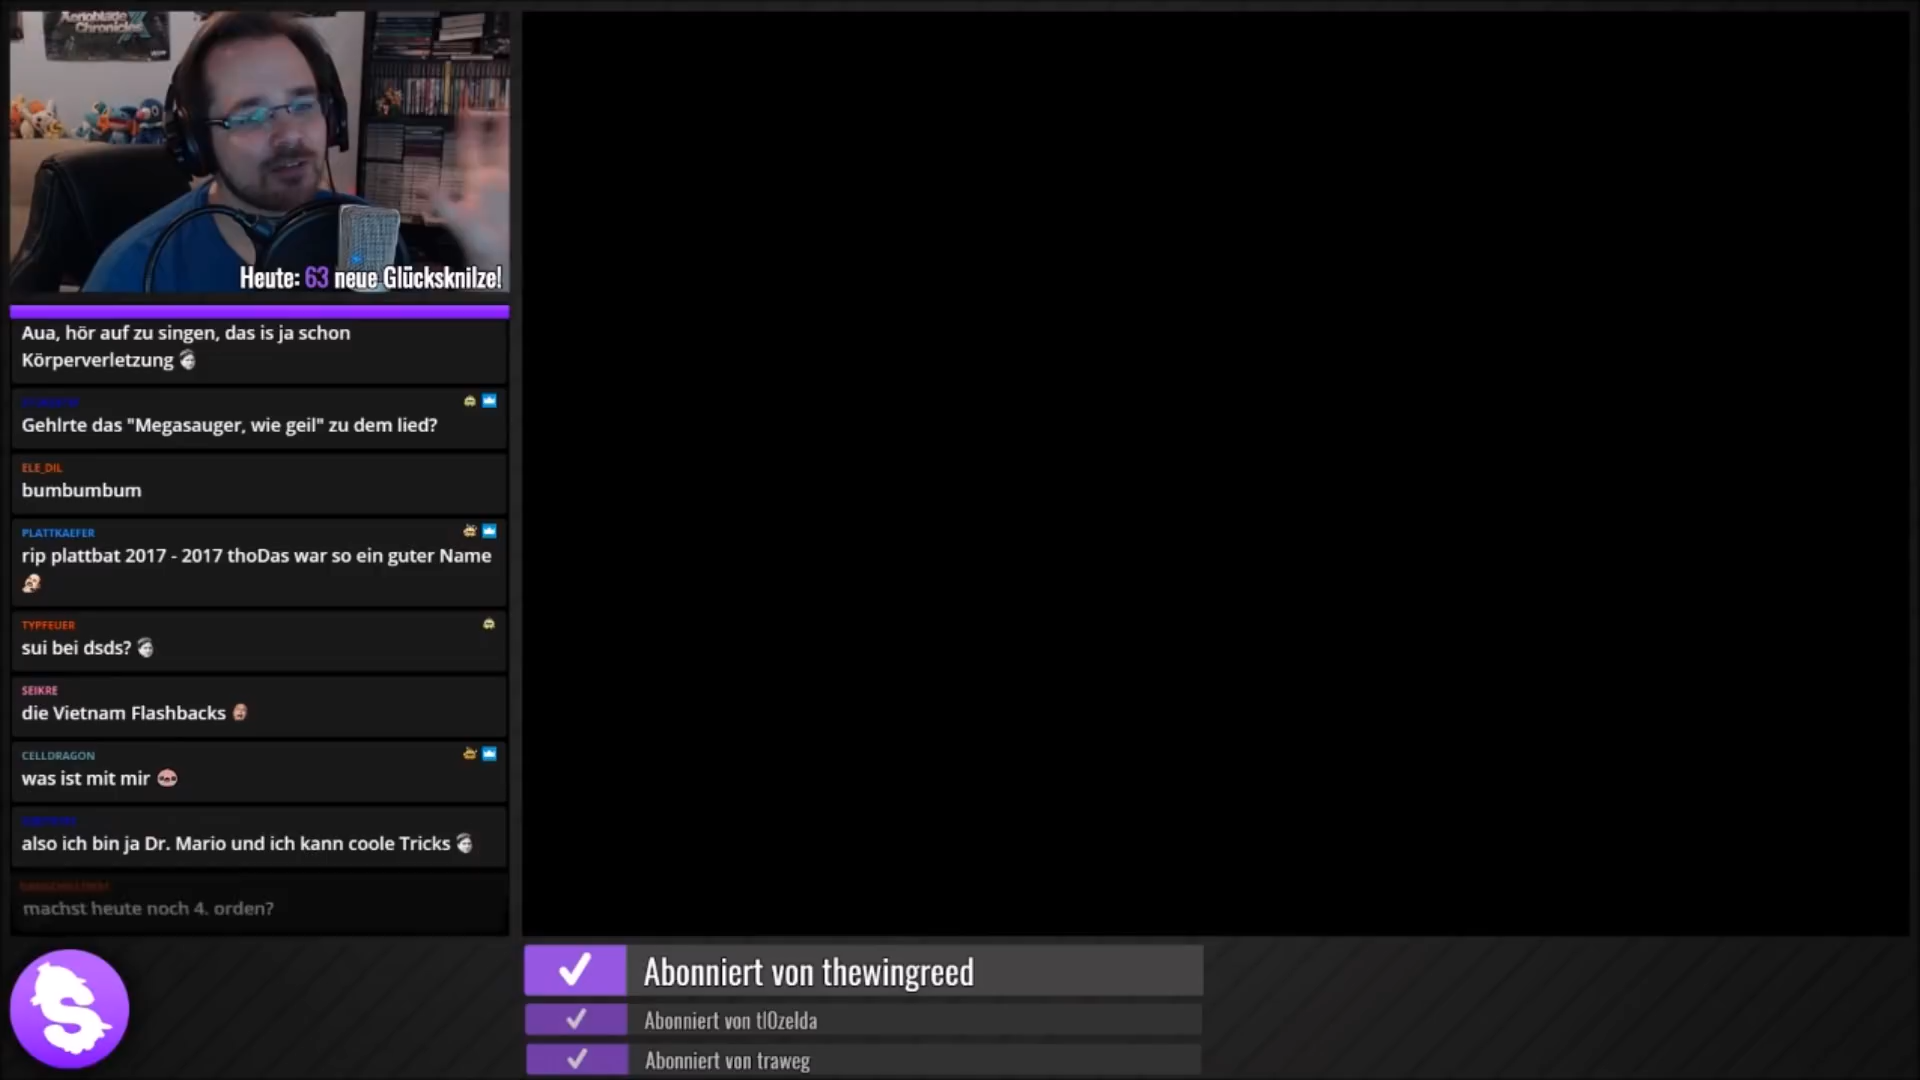 Xenoblade
Chronicles X
Heute: 63 neue Glücksknilze!
Aua, hör auf zu singen, das is ja schon
Körperverletzung
Gehlrte das "Megasauger, wie geil" zu dem lied?
ELE_DIL
bumbumbum
PLATTKAEFER
rip plattbat 2017 - 2017 thoDas war so ein guter Name
TYPFEUER
sui bei dsds?
SEIKRE
die Vietnam Flashbacks
CELLDRAGON
was ist mit mir
also ich bin ja Dr. Mario und ich kann coole Tricks
machst heute noch 4. orden?
S
Abonniert von thewingreed
Abonniert von tl0zelda
Abonniert von traweg